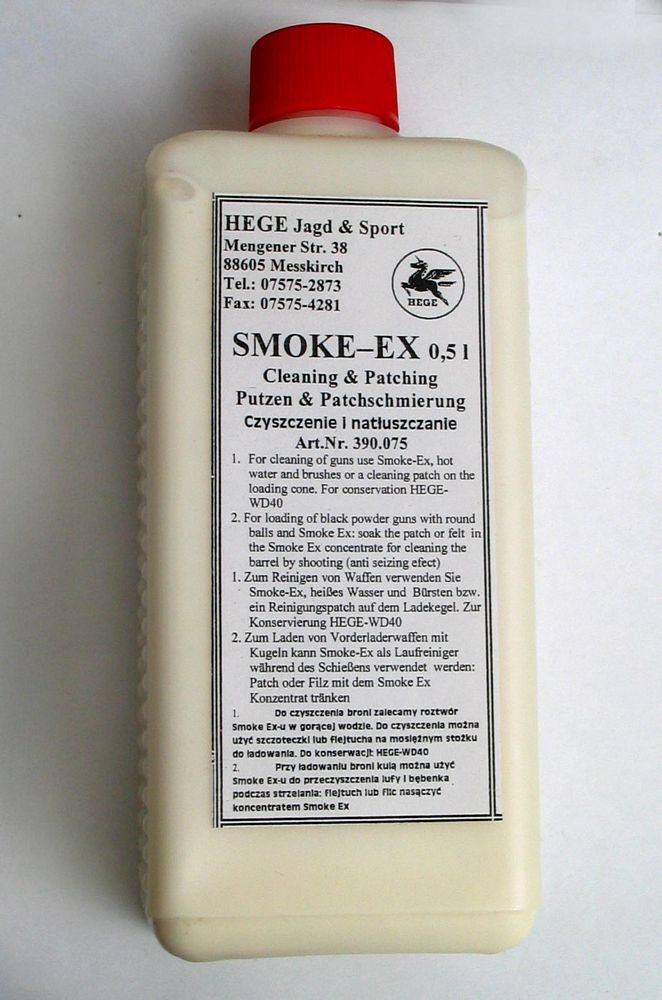 HEGE Jagd & Sport
Mengener Str. 38
88605 Messkirch
Tel.: 07575-2873
Fax: 07575-4281
HEGE
SMOKE–EX 0,5 l
Cleaning & Patching
Putzen & Patchschmierung
Czyszczenie i natłuszczanie
Art.Nr. 390.075
1. For cleaning of guns use Smoke-Ex, hot
water and brushes or a cleaning patch on the
loading cone. For conservation HEGE-
WD40
2. For loading of black powder guns with round
balls and Smoke Ex: soak the patch or felt in
the Smoke Ex concentrate for cleaning the
barrel by shooting (anti seizing efect)
1. Zum Reinigen von Waffen verwenden Sie
Smoke-Ex, heißes Wasser und Bürsten bzw.
ein Reinigungspatch auf dem Ladekegel. Zur
Konservierung HEGE-WD40
2. Zum Laden von Vorderladerwaffen mit
Kugeln kann Smoke-Ex als Laufreiniger
während des Schießens verwendet werden:
Patch oder Filz mit dem Smoke Ex
Konzentrat tränken
1. Do czyszczenia broni zalecamy roztwór
Smoke Ex-u w gorącej wodzie. Do czyszczenia można
użyć szczoteczki lub flejtucha na mosiężnym stożku
do ładowania. Do konserwacji: HEGE-WD40
2. Przy ładowaniu broni kulą można użyć
Smoke Ex-u do przeczyszczenia lufy i bębenka
podczas strzelania: flejtuch lub filc nasączyć
koncentratem Smoke Ex